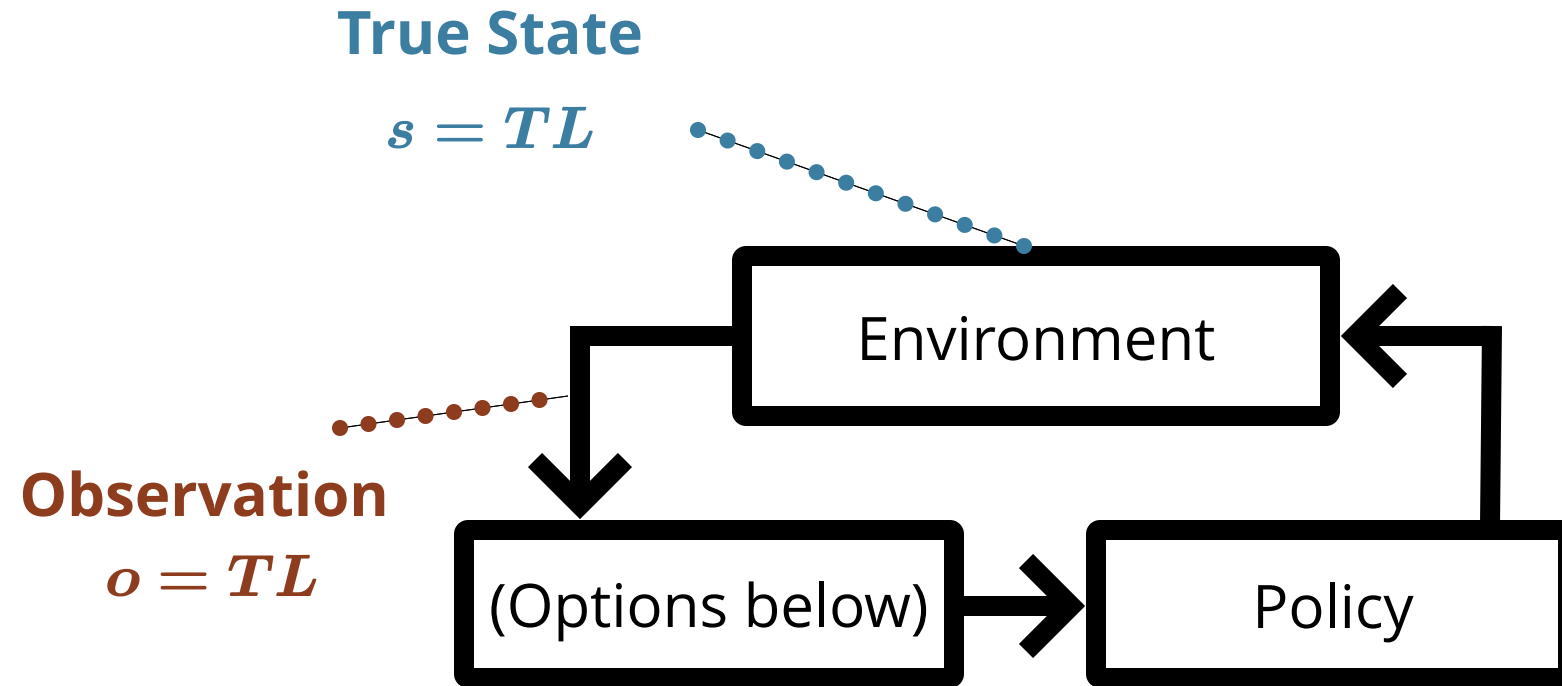 True State
s = TL
Environment
Observation
o = TL
(Options below)
Policy